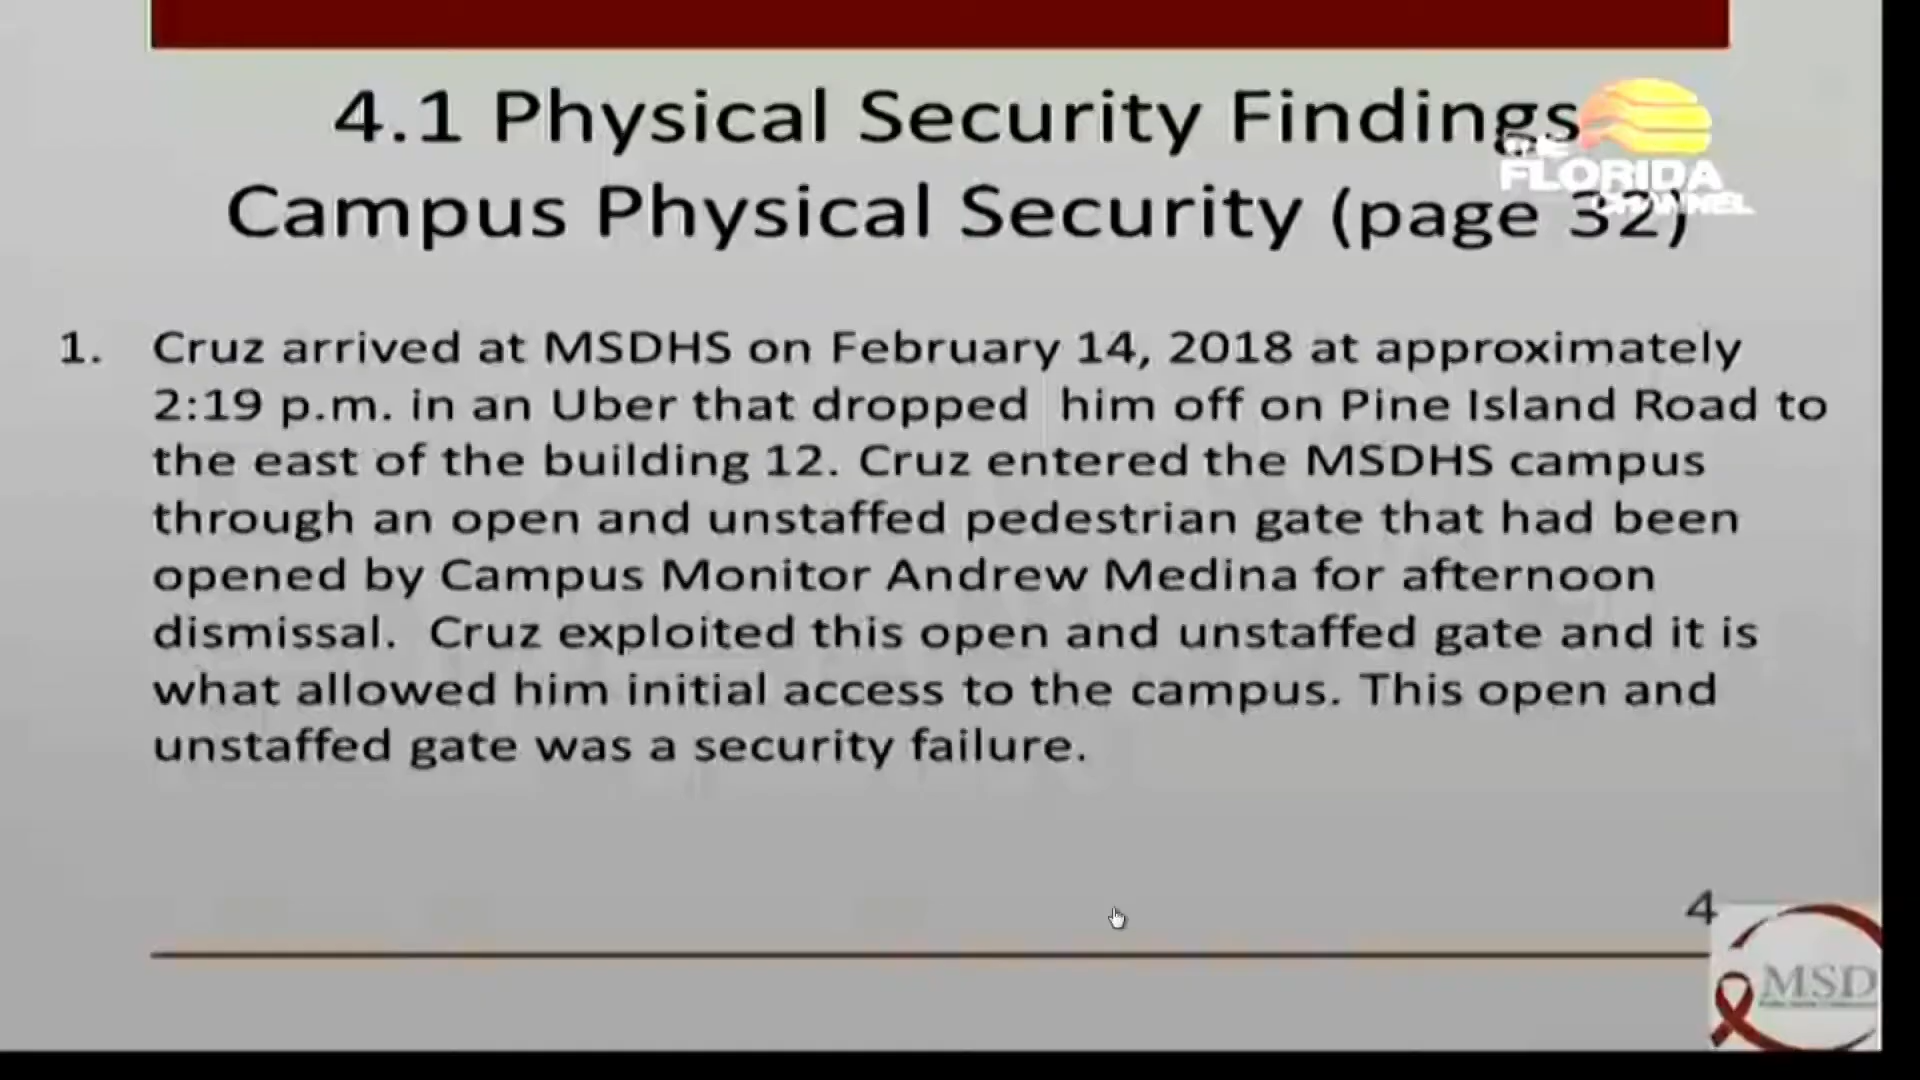 4.1 Physical Security Findings
THE
FLORIDA
CHANNEL
Campus Physical Security (page 32)
1. Cruz arrived at MSDHS on February 14, 2018 at approximately
2:19 p.m. in an Uber that dropped  him off on Pine Island Road to
the east of the building 12. Cruz entered the MSDHS campus
through an open and unstaffed pedestrian gate that had been
opened by Campus Monitor Andrew Medina for afternoon
dismissal.  Cruz exploited this open and unstaffed gate and it is
what allowed him initial access to the campus. This open and
unstaffed gate was a security failure.
4
MSD